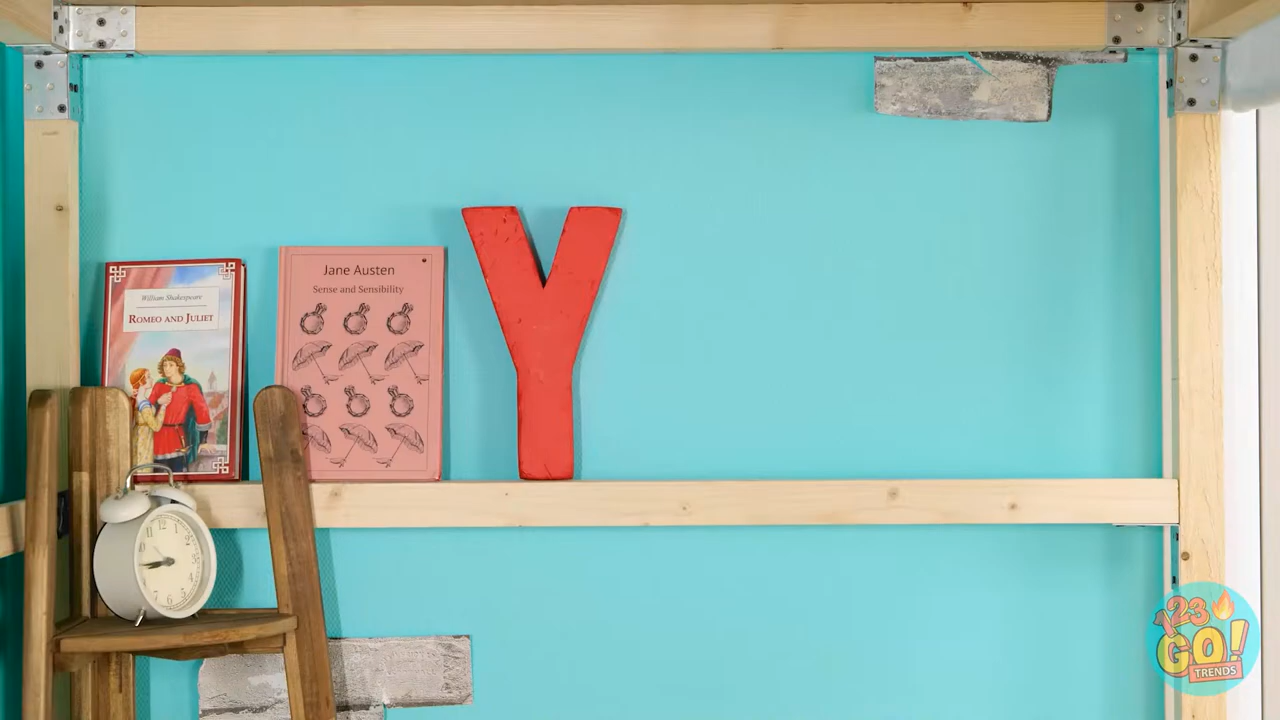 William Shakespeare
ROMEO AND JULIET
Jane Austen
Sense and Sensibility
Y
123
GO!
TRENDS